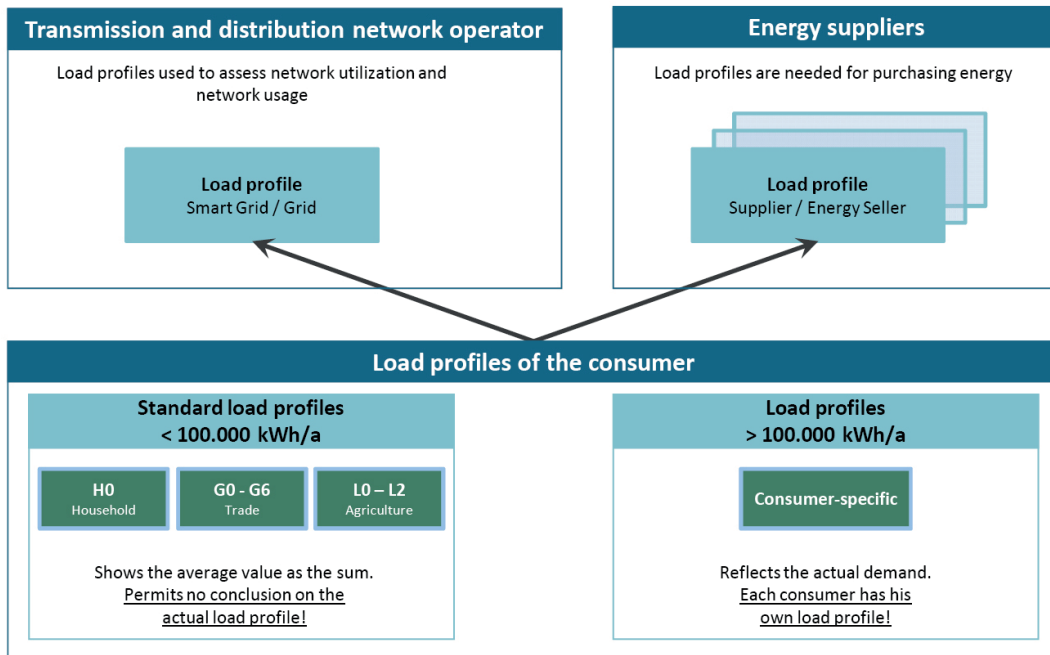 Transmission and distribution network operator
Load profiles used to assess network utilization and
network usage
Load profile
Smart Grid / Grid
Energy suppliers
Load profiles are needed for purchasing energy
Load profile
Supplier / Energy Seller
Load profiles of the consumer
Standard load profiles
< 100.000 kWh/a
H0
Household
G0 - G6
Trade
L0 – L2
Agriculture
Shows the average value as the sum.
Permits no conclusion on the
actual load profile!
Load profiles
> 100.000 kWh/a
Consumer-specific
Reflects the actual demand.
Each consumer has his
own load profile!